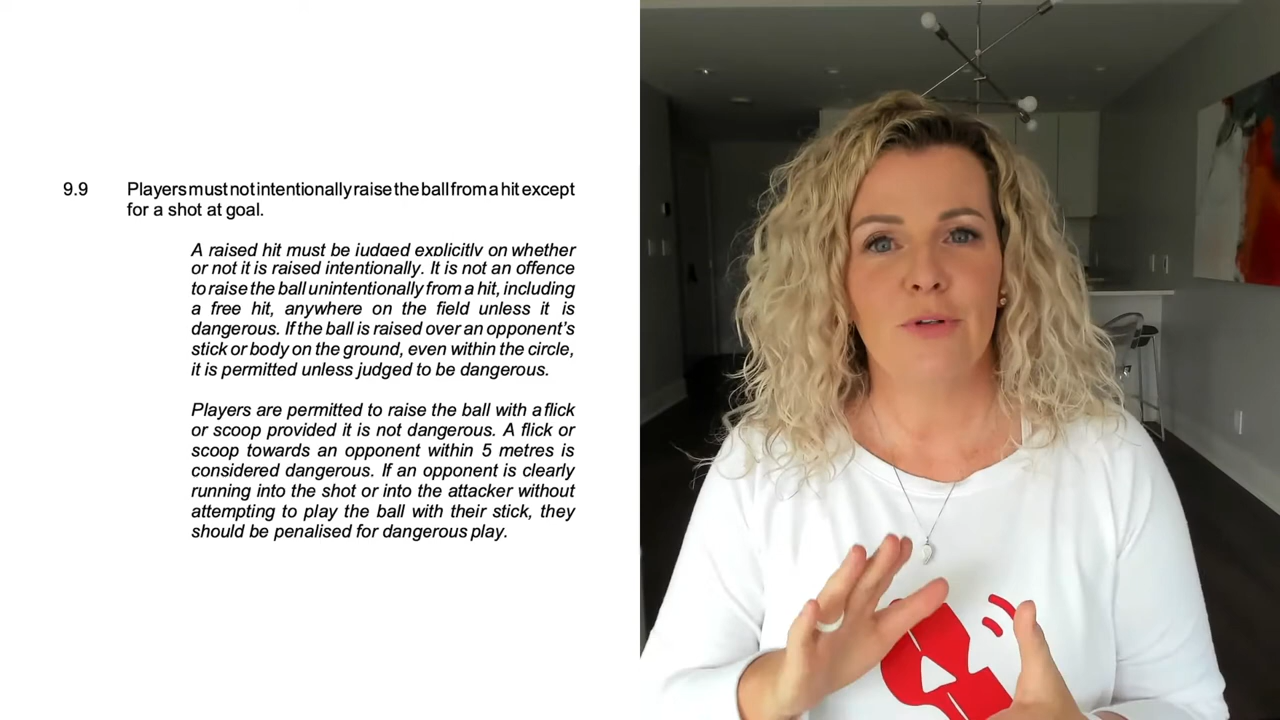 9.9 Players must not intentionally raise the ball from a hit except
for a shot at goal.
A raised hit must be judged explicitly on whether
or not it is raised intentionally. It is not an offence
to raise the ball unintentionally from a hit, including
a free hit, anywhere on the field unless it is
dangerous. If the ball is raised over an opponent's
stick or body on the ground, even within the circle,
it is permitted unless judged to be dangerous.
Players are permitted to raise the ball with a flick
or scoop provided it is not dangerous. A flick or
scoop towards an opponent within 5 metres is
considered dangerous. If an opponent is clearly
running into the shot or into the attacker without
attempting to play the ball with their stick, they
should be penalised for dangerous play.